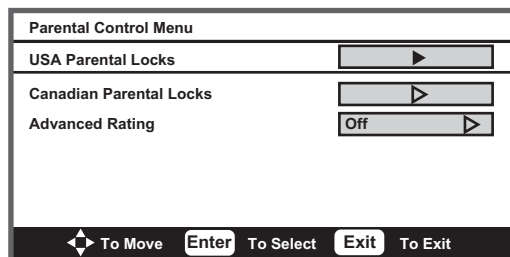 Parental Control Menu
USA Parental Locks
Canadian Parental Locks
Advanced Rating Off
To Move Enter To Select Exit To Exit